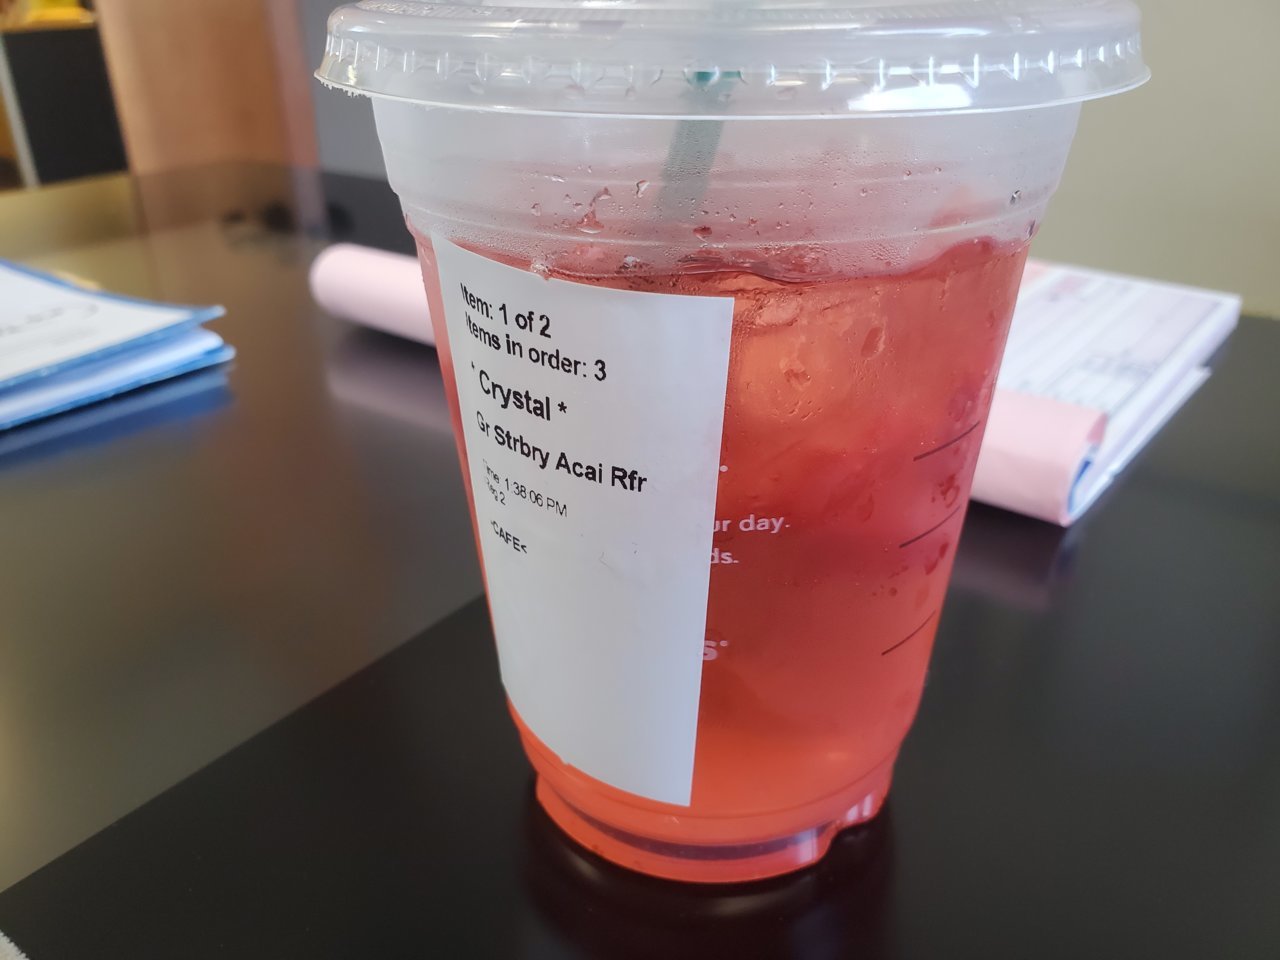 Item: 1 of 2
Items in order: 3
* Crystal *
Gr Strbry Acai Rfr
Time: 1:38:06 PM
Reg 2
>CAFE<
day.